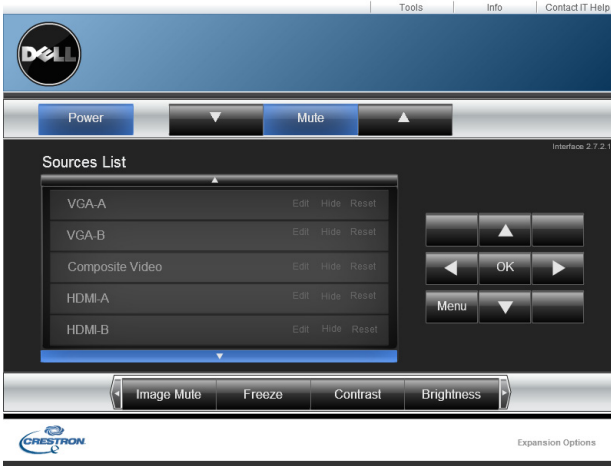 Tools Info Contact IT Help
DELL
Power Mute
Interface 2.7.2.1
Sources List
VGA-A Edit Hide Reset
VGA-B Edit Hide Reset
Composite Video Edit Hide Reset
HDMI-A Edit Hide Reset
HDMI-B Edit Hide Reset
OK
Menu
Image Mute Freeze Contrast Brightness
CRESTRON
Expansion Options